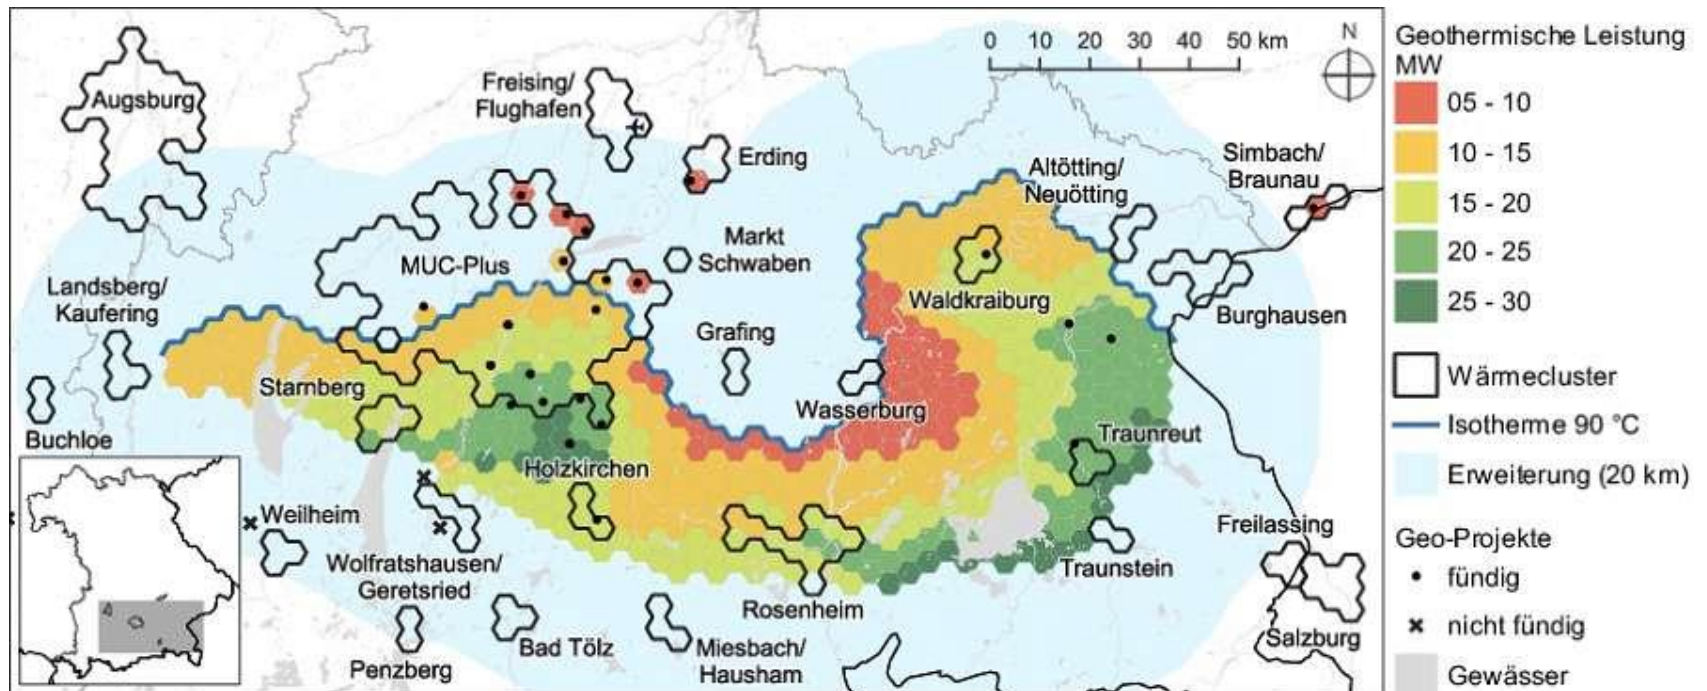 Augsburg
Freising/
Flughafen
Erding
0 10 20 30 40 50 km
N
Altötting/
Neuötting
Simbach/
Braunau
Landsberg/
Kaufering
MUC-Plus
Markt
Schwaben
Waldkraiburg
Burghausen
Grafing
Starnberg
Wasserburg
Buchloe
Traunreut
Holzkirchen
Weilheim
Freilassing
Wolfratshausen/
Geretsried
Traunstein
Rosenheim
Bad Tölz
Miesbach/
Hausham
Salzburg
Penzberg
Geothermische Leistung
MW
05 - 10
10 - 15
15 - 20
20 - 25
25 - 30
Wärmecluster
Isotherme 90 °C
Erweiterung (20 km)
Geo-Projekte
fündig
nicht fündig
Gewässer